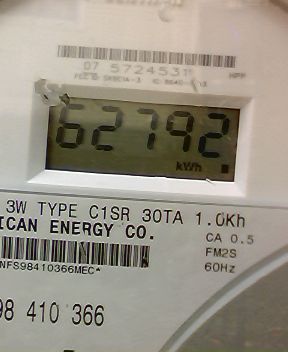 07 5724531
62792
kWh
3W TYPE C1SR 30TA 1.0Kh
ICAN ENERGY CO.
CA 0.5
FM2S
NFS98410366MEC*
60Hz
98 410 366